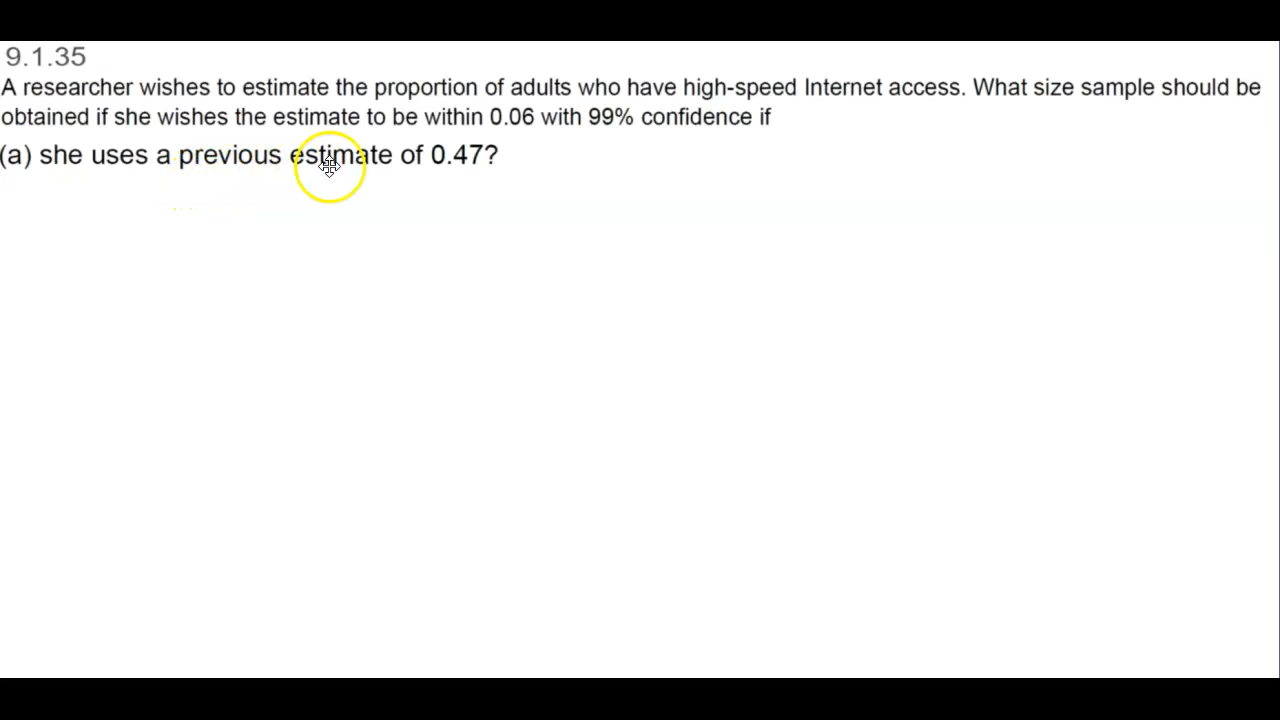 9.1.35
A researcher wishes to estimate the proportion of adults who have high-speed Internet access. What size sample should be
obtained if she wishes the estimate to be within 0.06 with 99% confidence if
(a) she uses a previous estimate of 0.47?